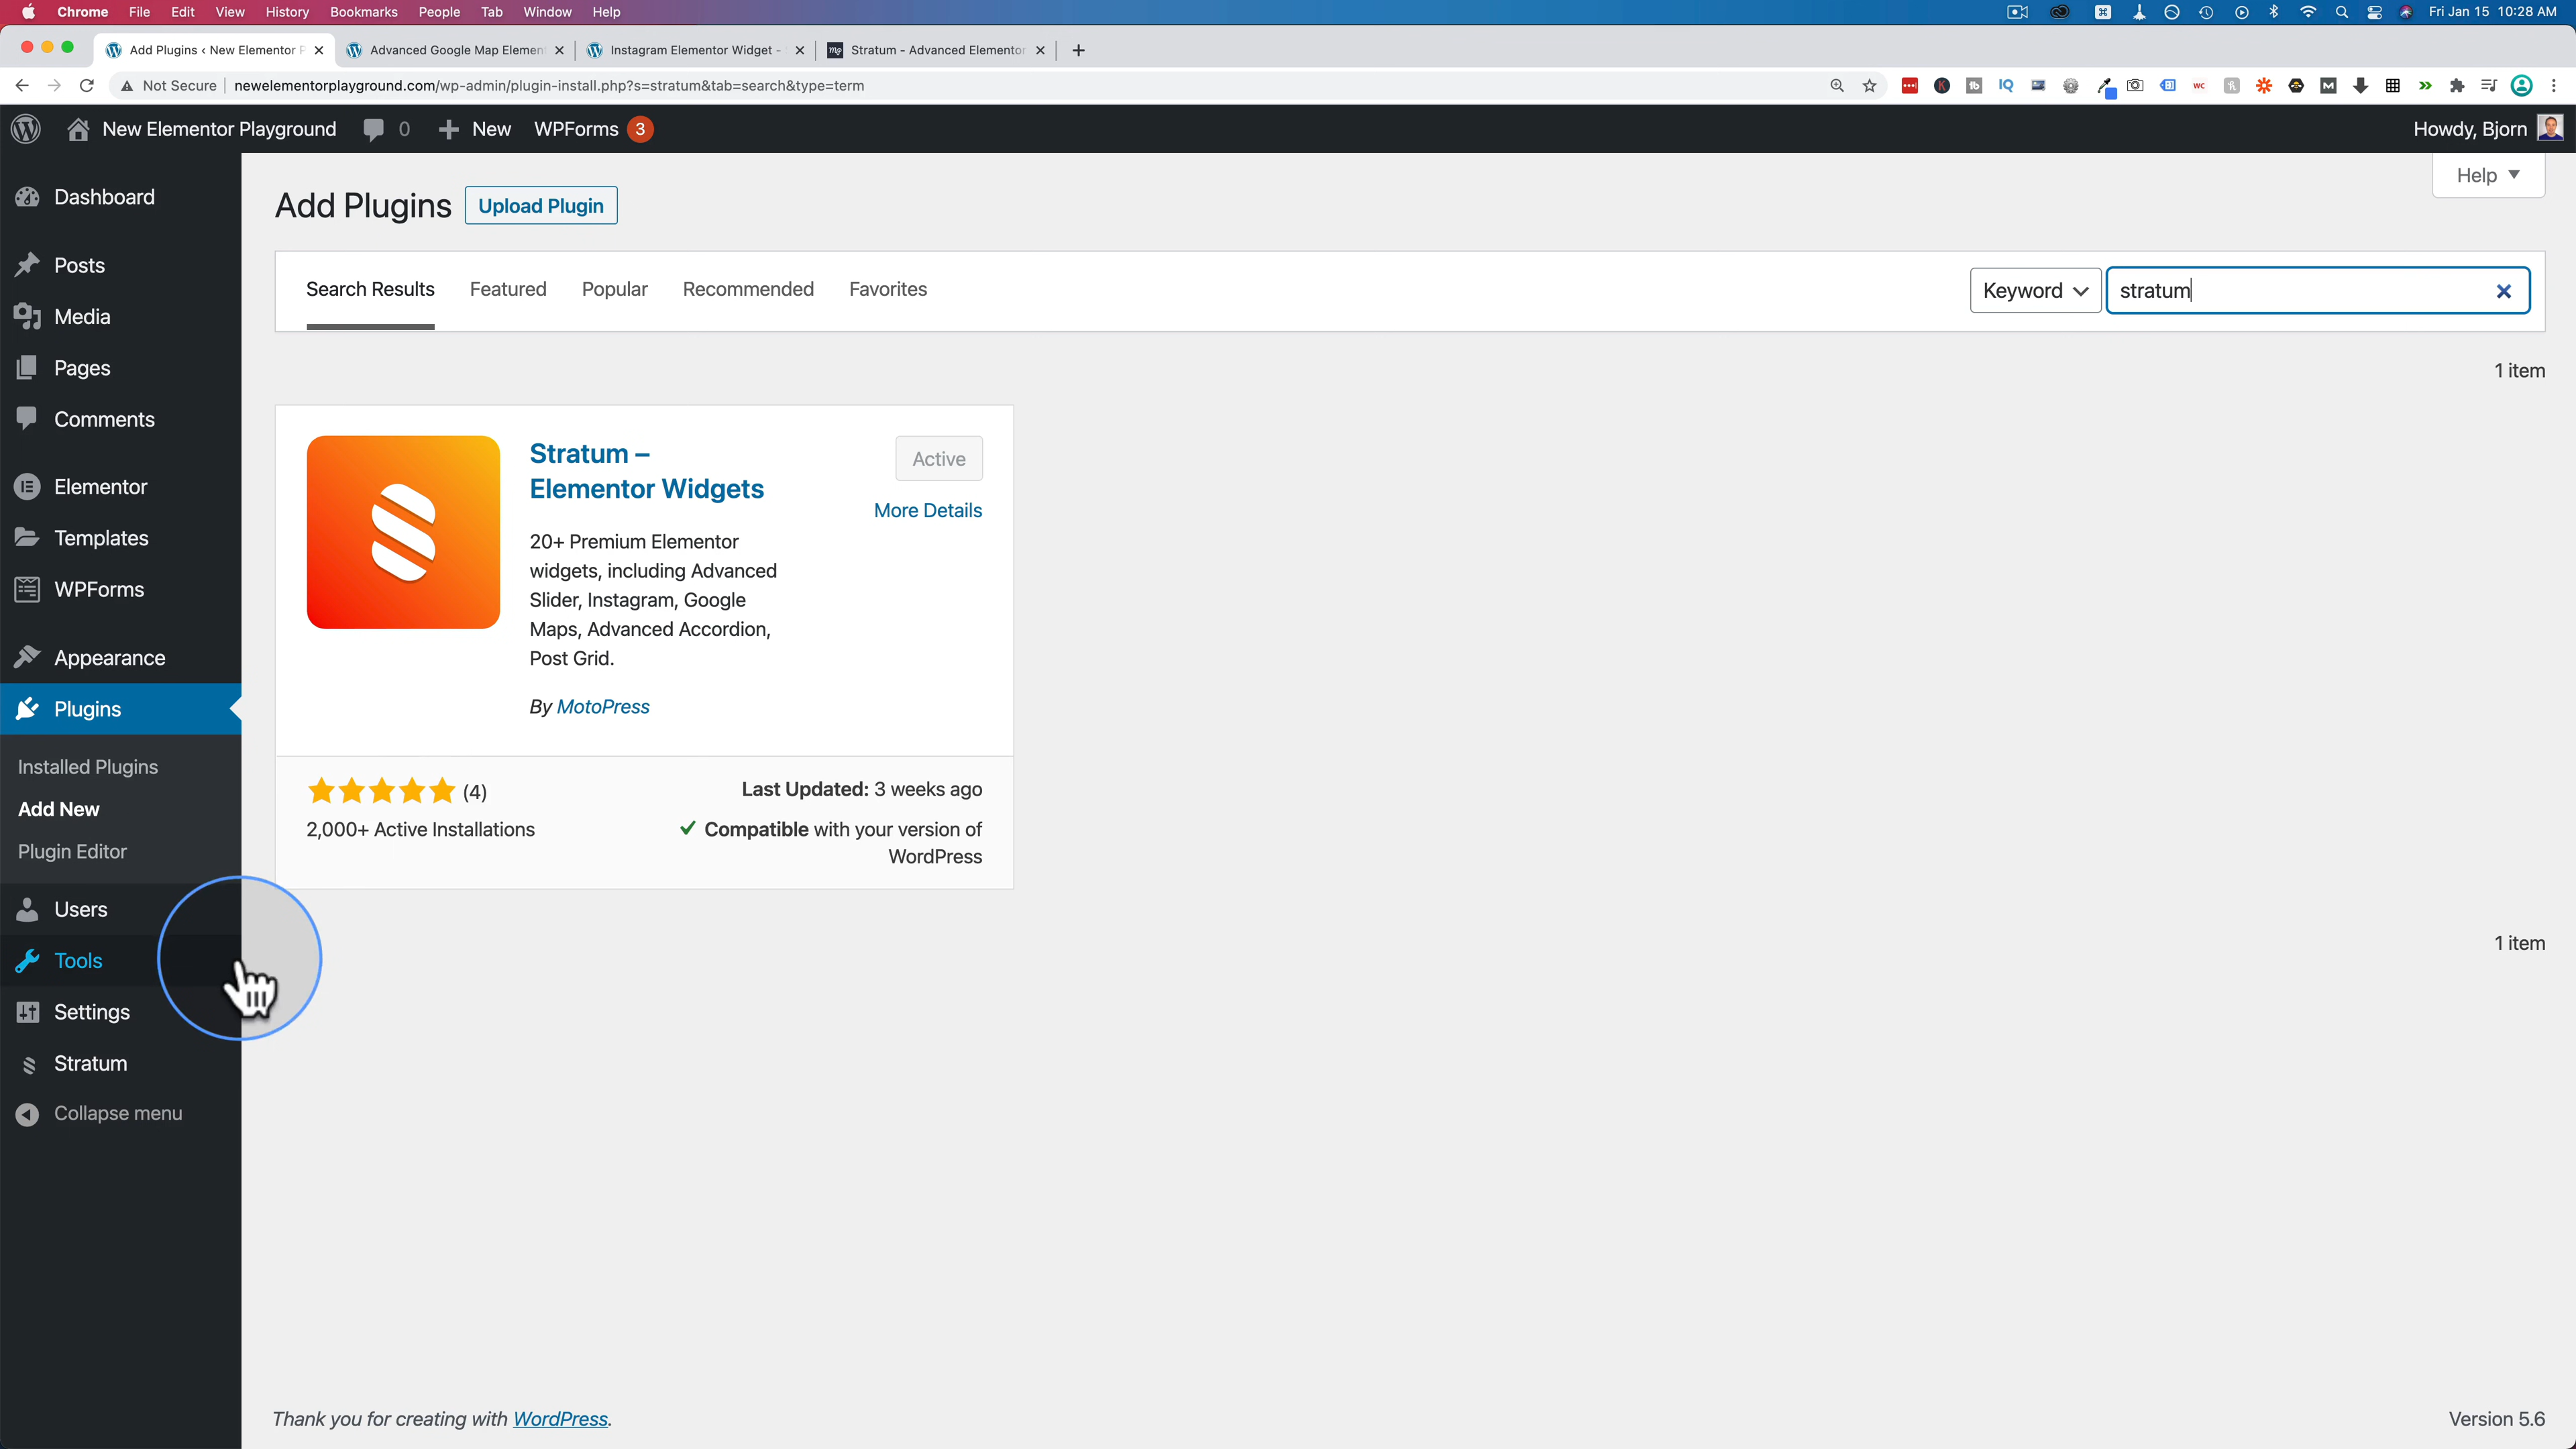 Chrome File Edit View History Bookmarks People Tab Window Help Fri Jan 15 10:28 AM
Add Plugins ‹ New Elementor P Advanced Google Map Element Instagram Elementor Widget - Stratum - Advanced Elementor
Not Secure newelementorplayground.com/wp-admin/plugin-install.php?s=stratum&tab=search&type=term
New Elementor Playground 0 New WPForms 3 Howdy, Bjorn
Help
Dashboard
Posts
Media
Pages
Comments
Elementor
Templates
WPForms
Appearance
Plugins
Installed Plugins
Add New
Plugin Editor
Users
Tools
Settings
Stratum
Collapse menu
Add Plugins Upload Plugin
Search Results Featured Popular Recommended Favorites Keyword stratum
1 item
Stratum –
Elementor Widgets
Active
More Details
20+ Premium Elementor
widgets, including Advanced
Slider, Instagram, Google
Maps, Advanced Accordion,
Post Grid.
By MotoPress
(4)
2,000+ Active Installations
Last Updated: 3 weeks ago
Compatible with your version of
WordPress
1 item
Thank you for creating with WordPress. Version 5.6